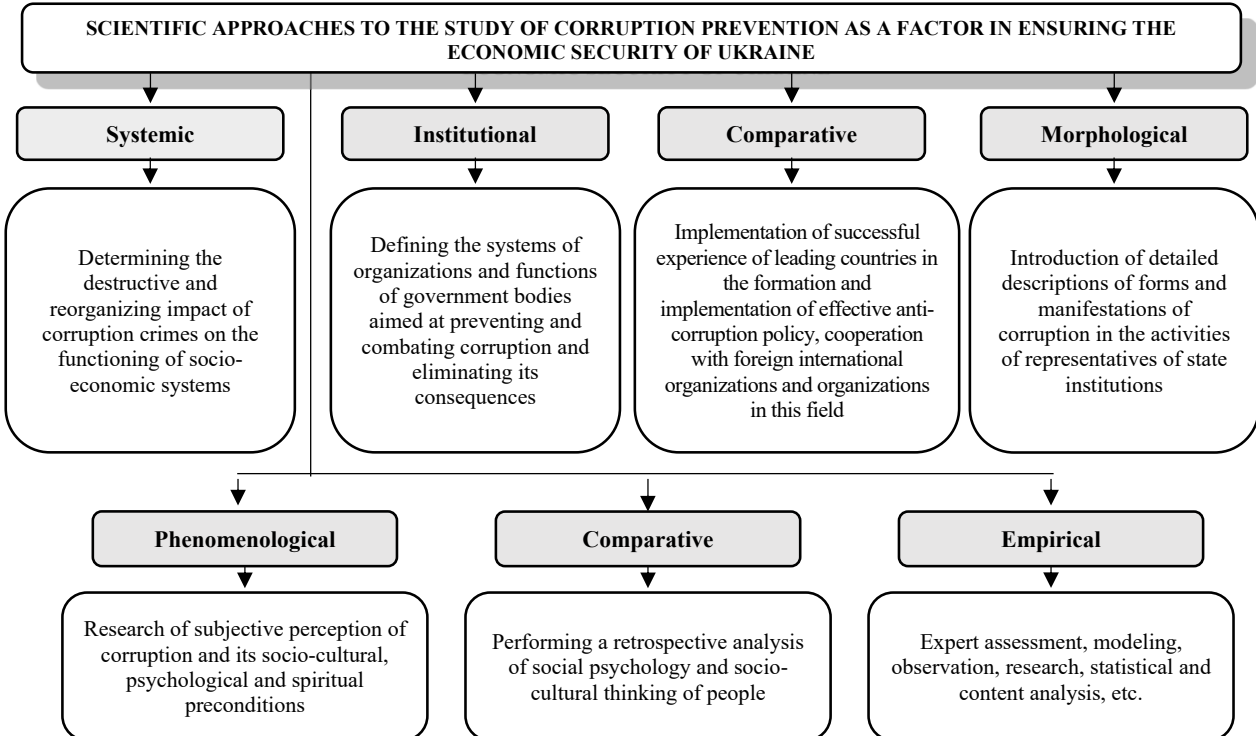 SCIENTIFIC APPROACHES TO THE STUDY OF CORRUPTION PREVENTION AS A FACTOR IN ENSURING THE
ECONOMIC SECURITY OF UKRAINE
Systemic
Institutional
Comparative
Morphological
Determining the
destructive and
reorganizing impact of
corruption crimes on the
functioning of socio-
economic systems
Defining the systems of
organizations and functions
of government bodies
aimed at preventing and
combating corruption and
eliminating its
consequences
Implementation of successful
experience of leading countries in
the formation and
implementation of effective anti-
corruption policy, cooperation
with foreign international
organizations and organizations
in this field
Introduction of detailed
descriptions of forms and
manifestations of
corruption in the activities
of representatives of state
institutions
Phenomenological
Comparative
Empirical
Research of subjective perception of
corruption and its socio-cultural,
psychological and spiritual
preconditions
Performing a retrospective analysis
of social psychology and socio-
cultural thinking of people
Expert assessment, modeling,
observation, research, statistical and
content analysis, etc.